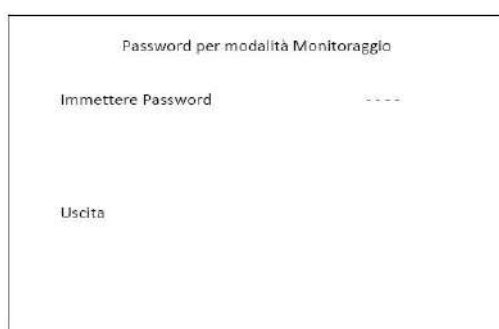 Password per modalità Monitoraggio
Immettere Password - - - -
Uscita